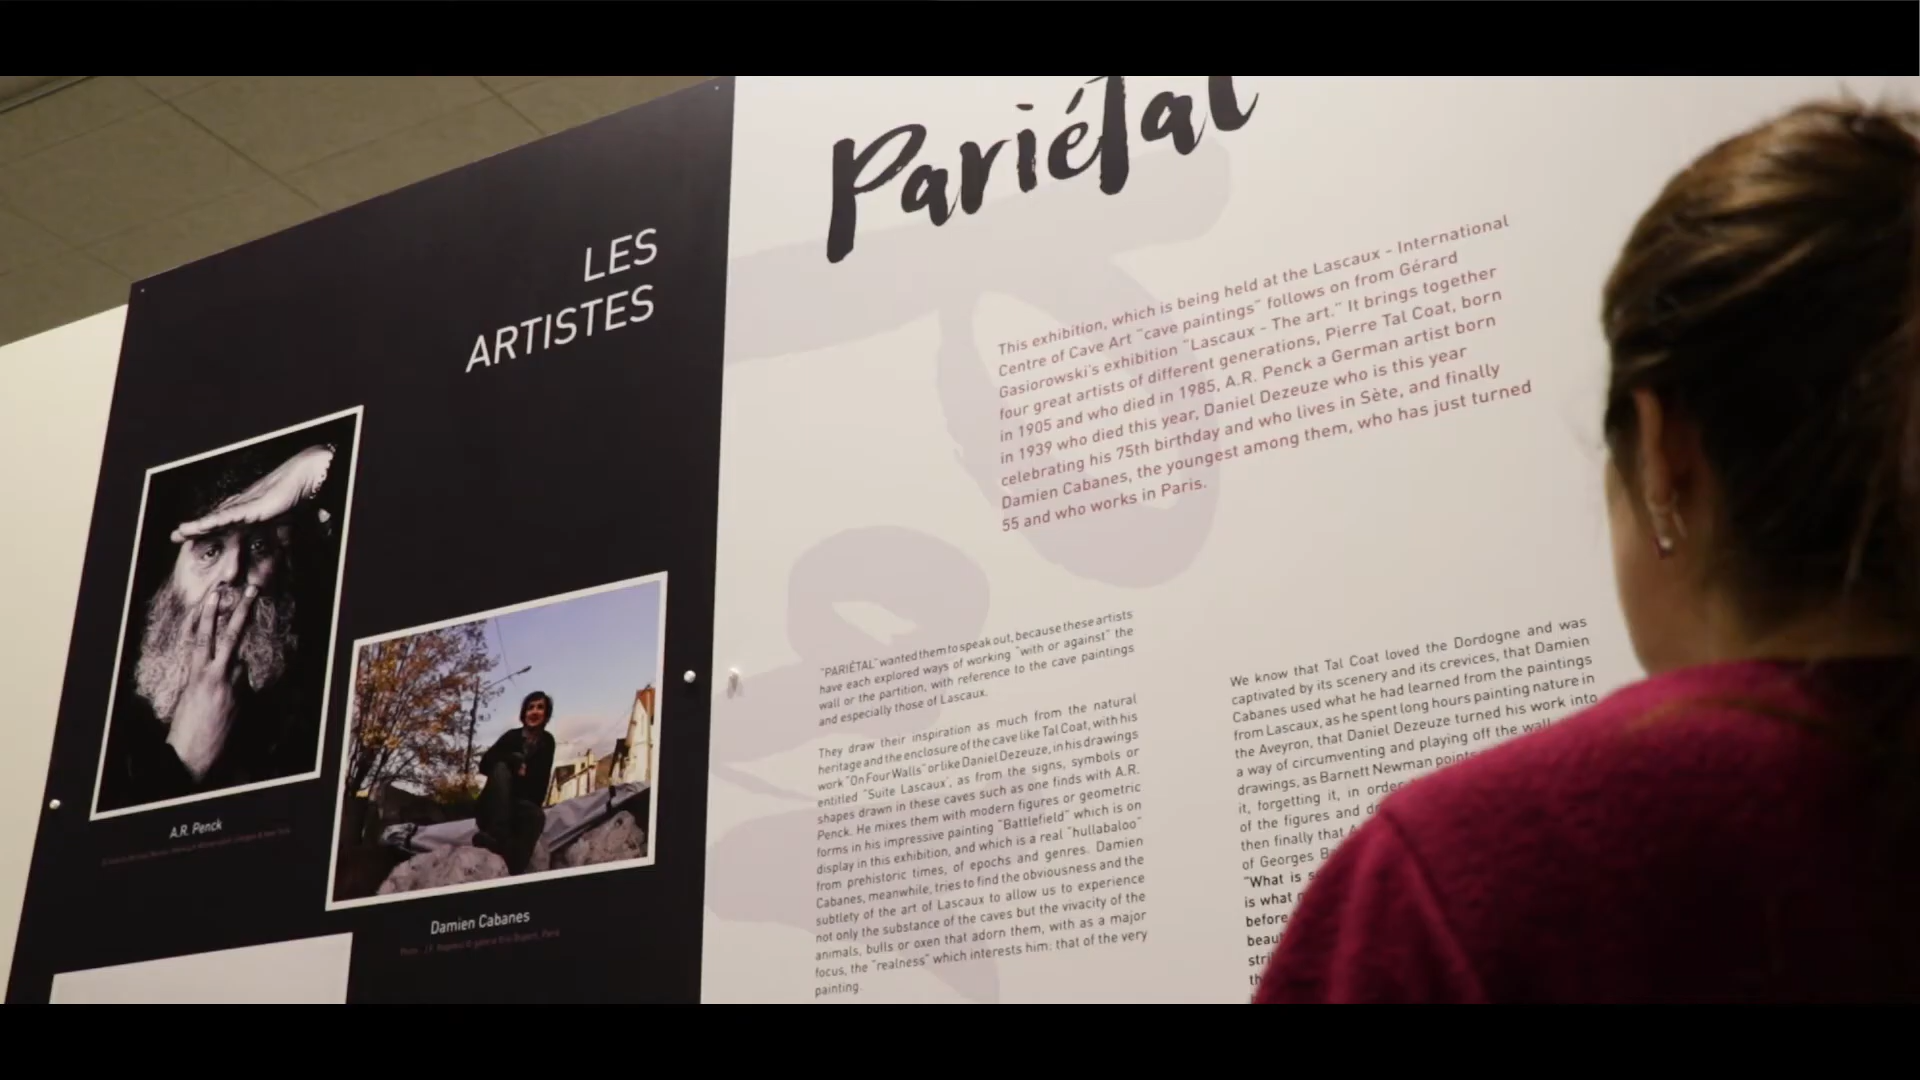 LES
ARTISTES
A.R. Penck
Damien Cabanes
Pariétal
This exhibition, which is being held at the Lascaux - International
Centre of Cave Art "cave paintings" follows on from Gérard
Gasiorowski's exhibition "Lascaux - The art." It brings together
four great artists of different generations, Pierre Tal Coat, born
in 1905 and who died in 1985, A.R. Penck a German artist born
in 1939 who died this year, Daniel Dezeuze who is this year
celebrating his 75th birthday and who lives in Sète, and finally
Damien Cabanes, the youngest among them, who has just turned
55 and who works in Paris.
"PARIÉTAL" wanted them to speak out, because these artists
have each explored ways of working "with or against" the
wall or the partition, with reference to the cave paintings
and especially those of Lascaux.
They draw their inspiration as much from the natural
heritage and the enclosure of the cave like Tal Coat, with his
work "On Four Walls" or like Daniel Dezeuze, in his drawings
entitled "Suite Lascaux", as from the signs, symbols or
shapes drawn in these caves such as one finds with A.R.
Penck. He mixes them with modern figures or geometric
forms in his impressive painting "Battlefield" which is on
display in this exhibition, and which is a real "hullabaloo"
from prehistoric times, of epochs and genres. Damien
Cabanes, meanwhile, tries to find the obviousness and the
subtlety of the art of Lascaux to allow us to experience
not only the substance of the caves but the vivacity of the
animals, bulls or oxen that adorn them, with as a major
focus, the "realness" which interests him: that of the very
painting.
We know that Tal Coat loved the Dordogne and was
captivated by its scenery and its crevices, that Damien
Cabanes used what he had learned from the paintings
from Lascaux, as he spent long hours painting nature in
the Aveyron, that Daniel Dezeuze turned his work into
a way of circumventing and playing off the wall
drawings, as Barnett Newman points
it, forgetting it, in order
of the figures and
then finally that
of Georges
"What is
is what
before